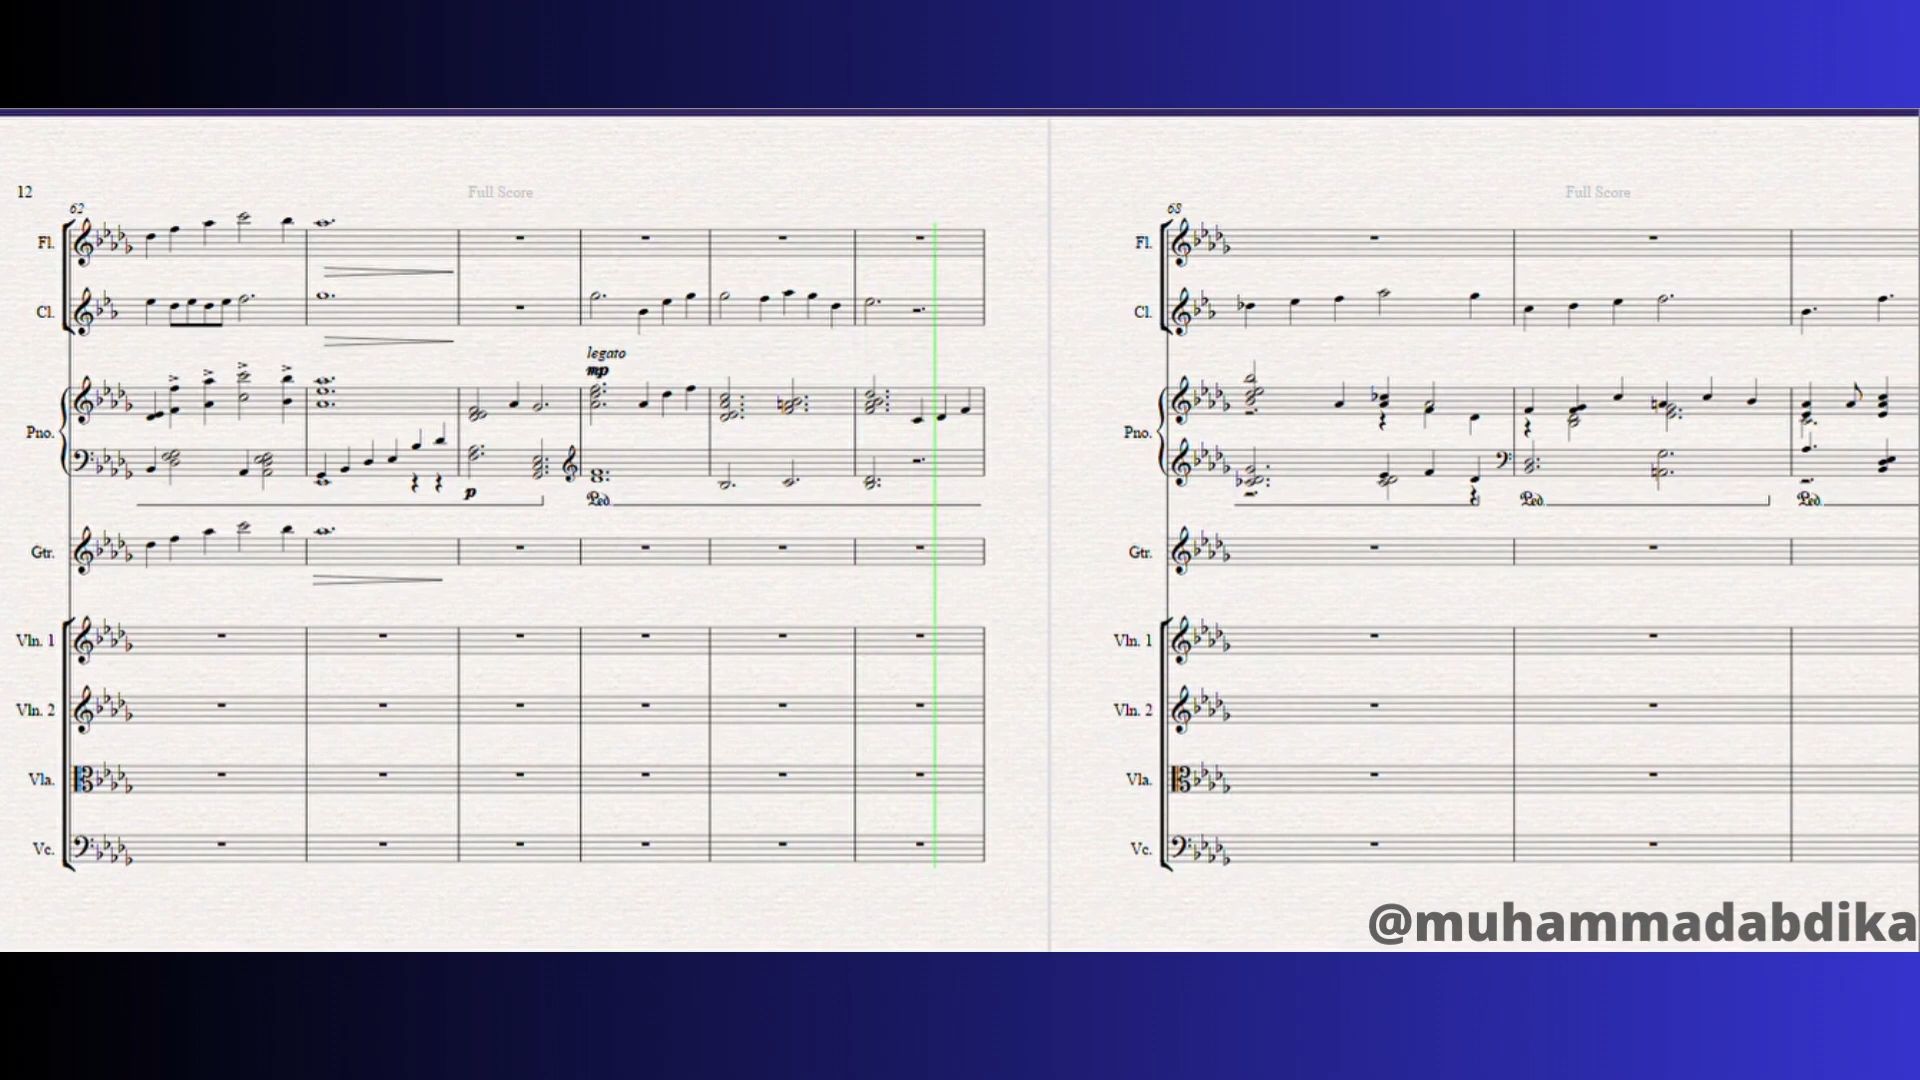 12
Full Score
62
Fl.
Cl.
legato
mp
Pno.
p
Ped
Gtr.
Vln. 1
Vln. 2
Vla.
Vc.
Full Score
68
Fl.
Cl.
Pno.
Ped.
Ped.
Gtr.
Vln. 1
Vln. 2
Vla.
Vc.
@muhammadabdika